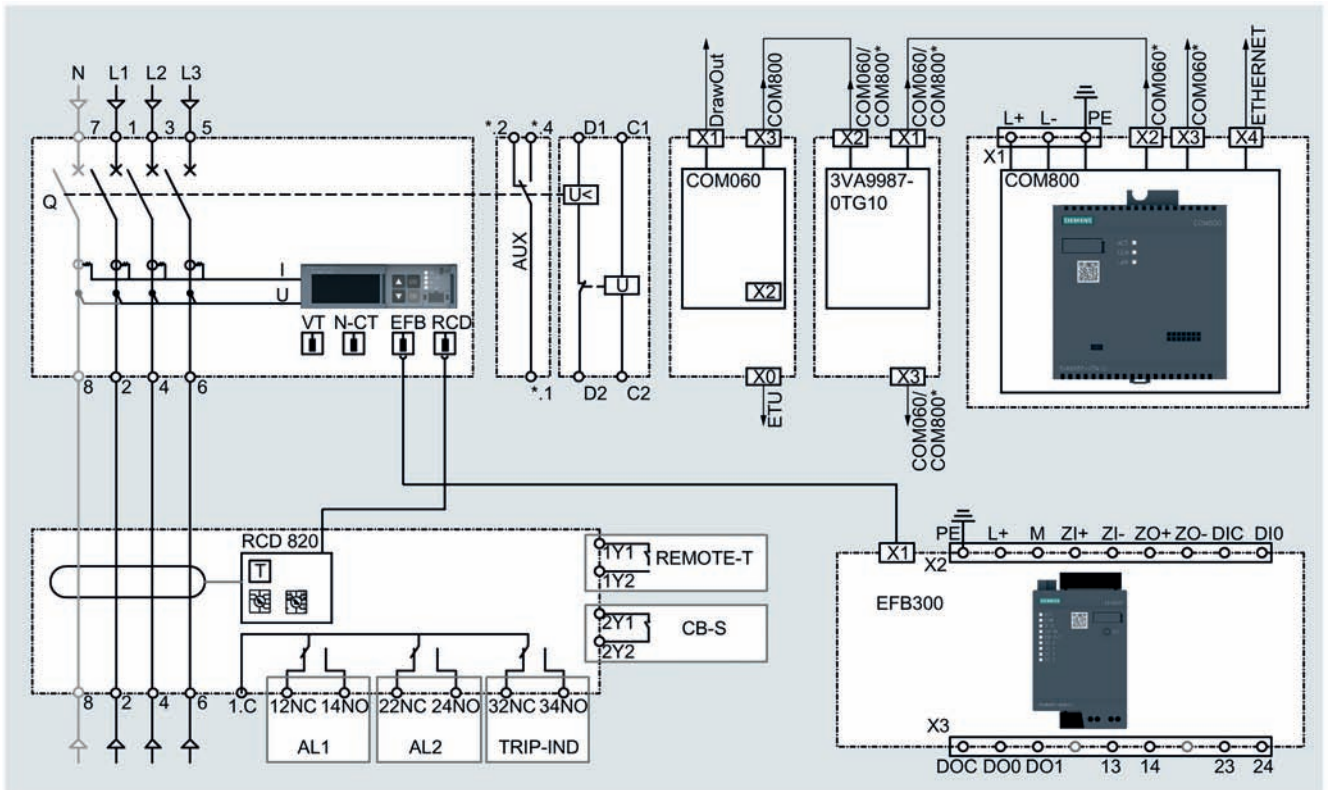 N L1 L2 L3
7 1 3 5
Q
I
U
VT N-CT EFB RCD
8 2 4 6
*.2 *.4
AUX
*.1
D1 C1
U<
U
D2 C2
DrawOut
COM800
X1 X3
COM060
X2
X0
ETU
COM060/
COM800*
COM060/
COM800*
X2 X1
3VA9987-
0TG10
X3
COM060/
COM800*
L+ L- PE
X1
COM060*
COM060*
ETHERNET
X2 X3 X4
COM800
SIEMENS
COM800
RCD 820
T
1Y1
REMOTE-T
1Y2
2Y1
CB-S
2Y2
8 2 4 6 1.C
12NC 14NO
AL1
22NC 24NO
AL2
32NC 34NO
TRIP-IND
X1
PE L+ M ZI+ ZI- ZO+ ZO- DIC DI0
X2
EFB300
SIEMENS
X3
DOC DO0 DO1 13 14 23 24